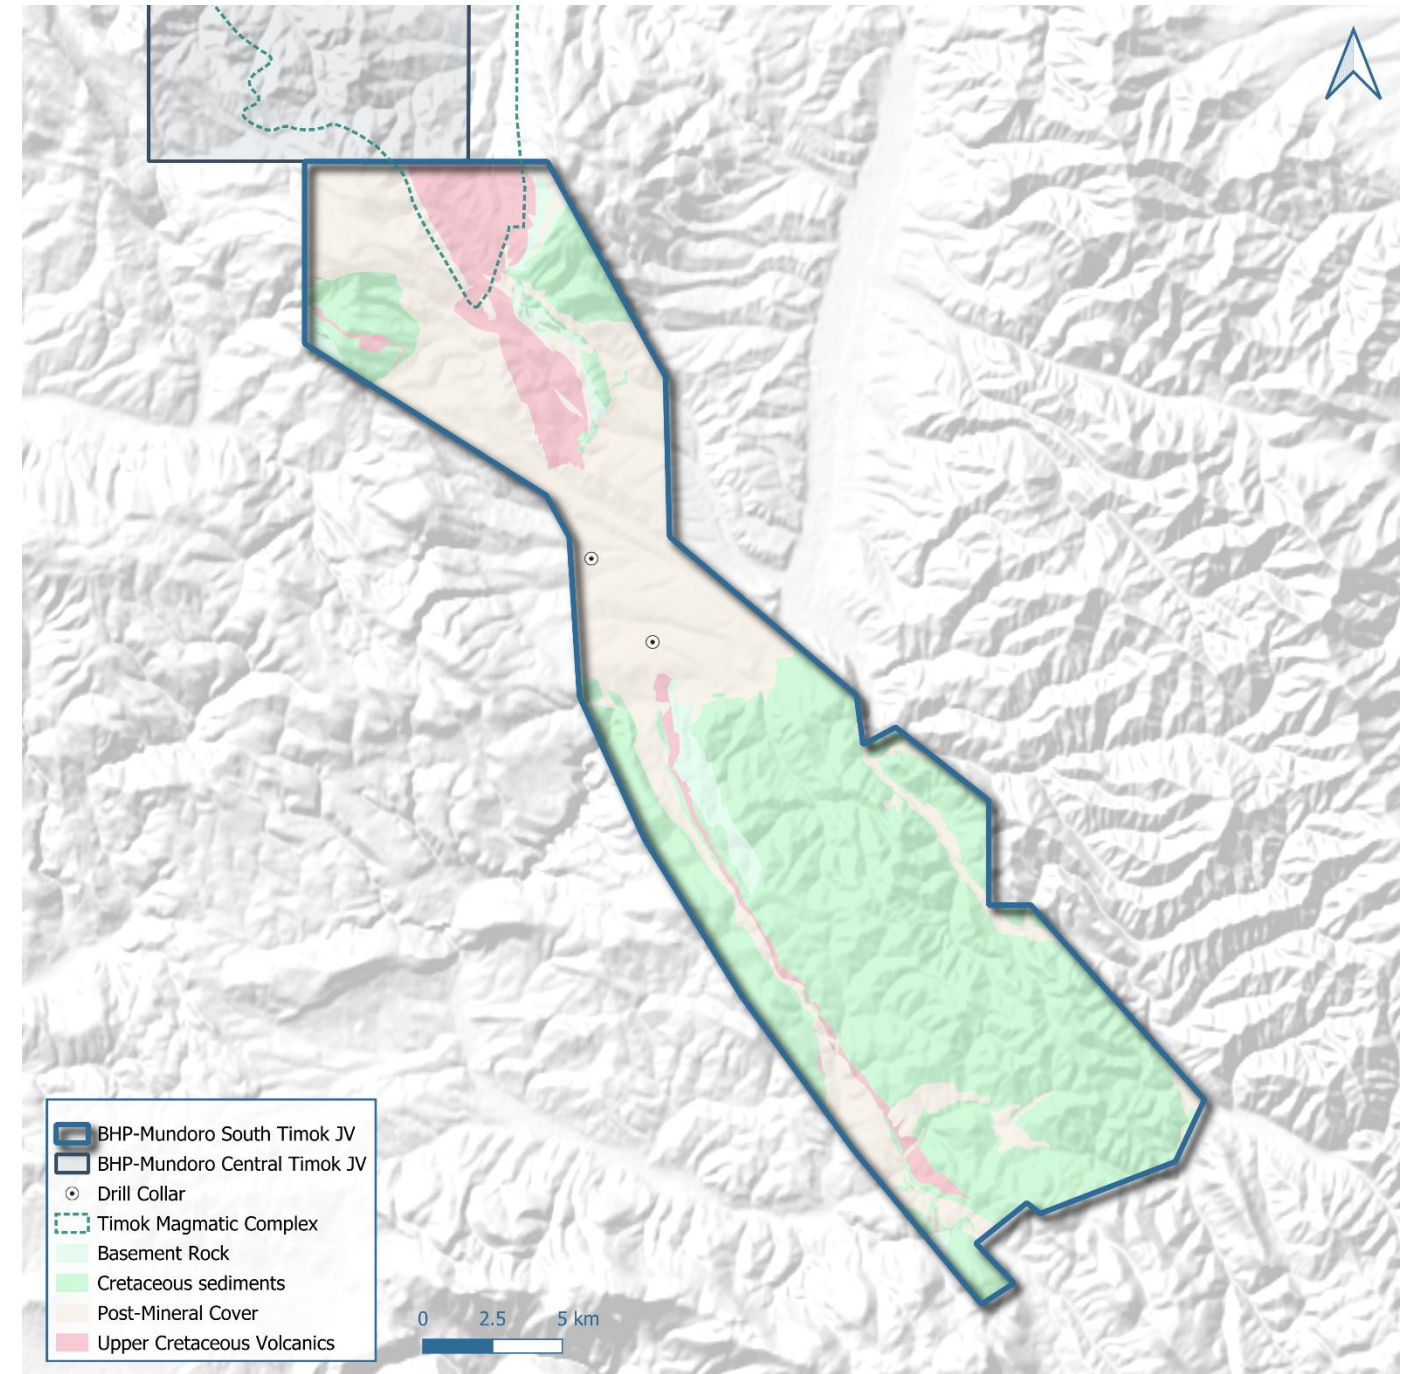 BHP-Mundoro South Timok JV
BHP-Mundoro Central Timok JV
Drill Collar
Timok Magmatic Complex
Basement Rock
Cretaceous sediments
Post-Mineral Cover
Upper Cretaceous Volcanics
0 2.5 5 km